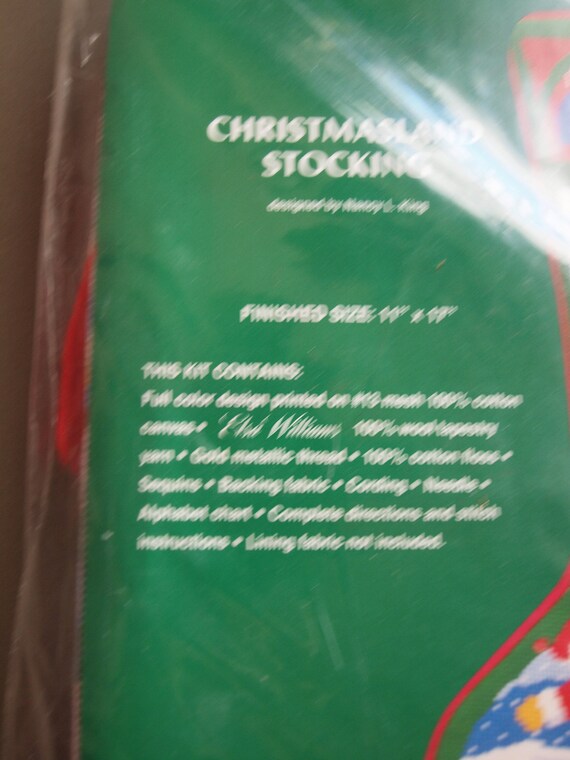 CHRISTMASLAND
STOCKING
designed by Nancy L. King
FINISHED SIZE: 11" x 17"
THIS KIT CONTAINS:
Full color design printed on #13 mesh 100% cotton
canvas • Elsa Williams 100% wool tapestry
yarn • Gold metallic thread • 100% cotton floss •
Sequins • Backing fabric • Cording • Needle •
Alphabet chart • Complete directions and stitch
instructions • Lining fabric not included.